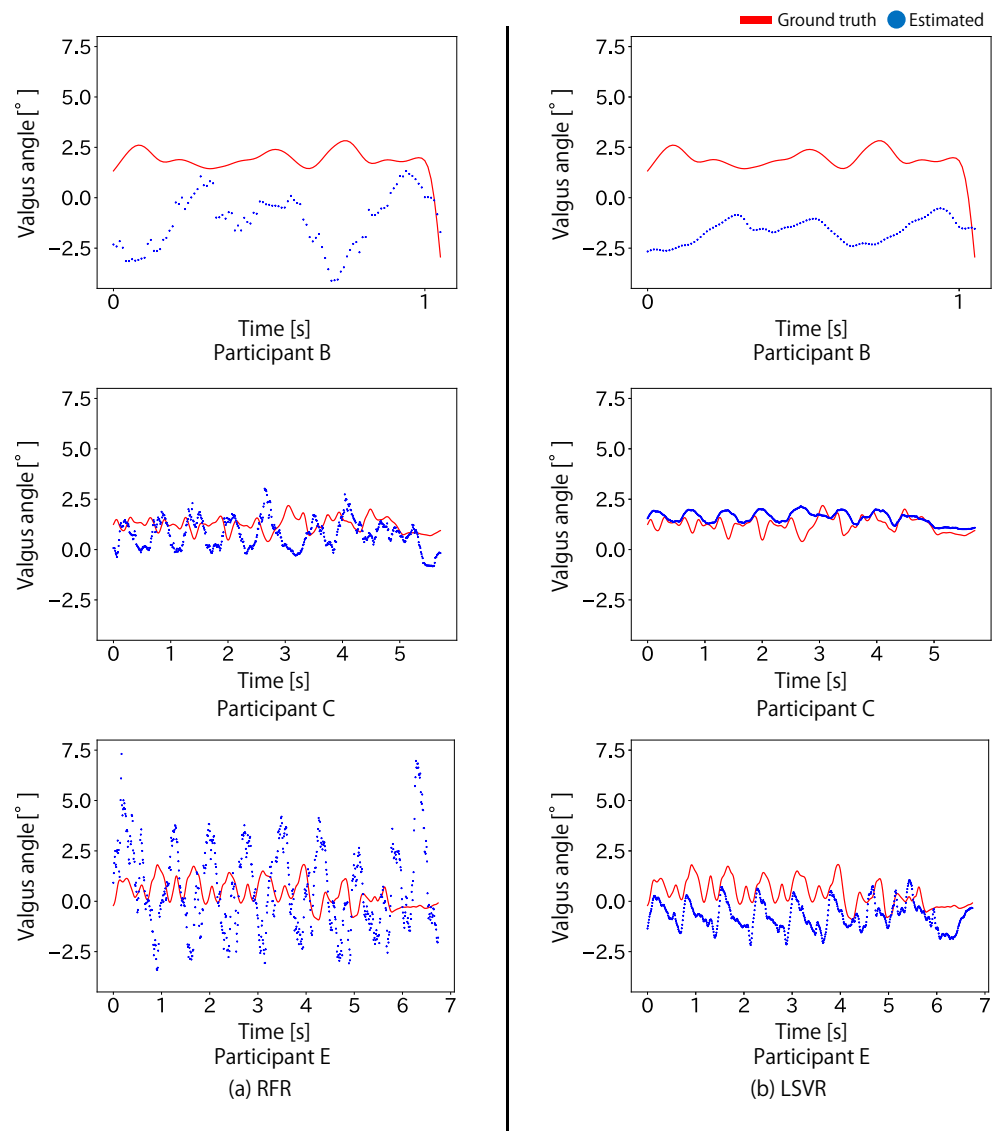 Ground truth Estimated
7.5
5.0
2.5
0.0
−2.5
Valgus angle [°]
0 1
Time [s]
Participant B
7.5
5.0
2.5
0.0
−2.5
Valgus angle [°]
0 1
Time [s]
Participant B
7.5
5.0
2.5
0.0
−2.5
Valgus angle [°]
0 1 2 3 4 5
Time [s]
Participant C
7.5
5.0
2.5
0.0
−2.5
Valgus angle [°]
0 1 2 3 4 5
Time [s]
Participant C
7.5
5.0
2.5
0.0
−2.5
Valgus angle [°]
0 1 2 3 4 5 6 7
Time [s]
Participant E
(a) RFR
7.5
5.0
2.5
0.0
−2.5
Valgus angle [°]
0 1 2 3 4 5 6 7
Time [s]
Participant E
(b) LSVR